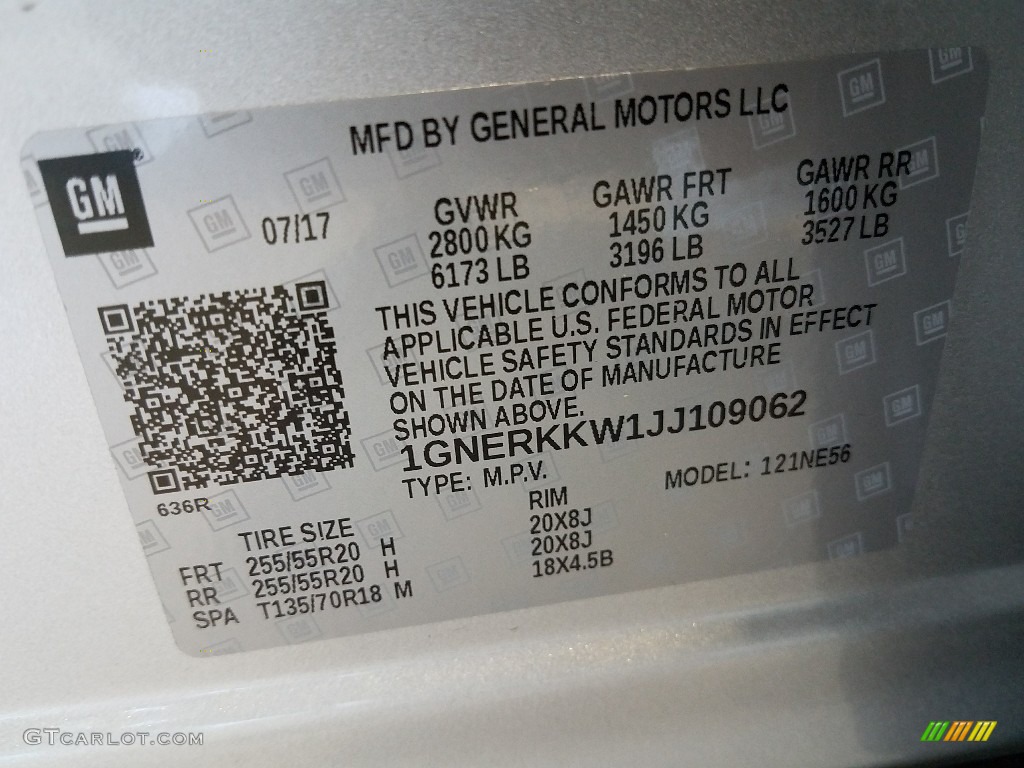 MFD BY GENERAL MOTORS LLC
GM
07/17
GVWR
2800 KG
6173 LB
GAWR FRT
1450 KG
3196 LB
GAWR RR
1600 KG
3527 LB
THIS VEHICLE CONFORMS TO ALL
APPLICABLE U.S. FEDERAL MOTOR
VEHICLE SAFETY STANDARDS IN EFFECT
ON THE DATE OF MANUFACTURE
SHOWN ABOVE.
1GNERKKW1JJ109062
TYPE: M.P.V. MODEL: 121NE56
636R
TIRE SIZE RIM
FRT 255/55R20 H 20X8J
RR 255/55R20 H 20X8J
SPA T135/70R18 M 18X4.5B
GTcarlot.com